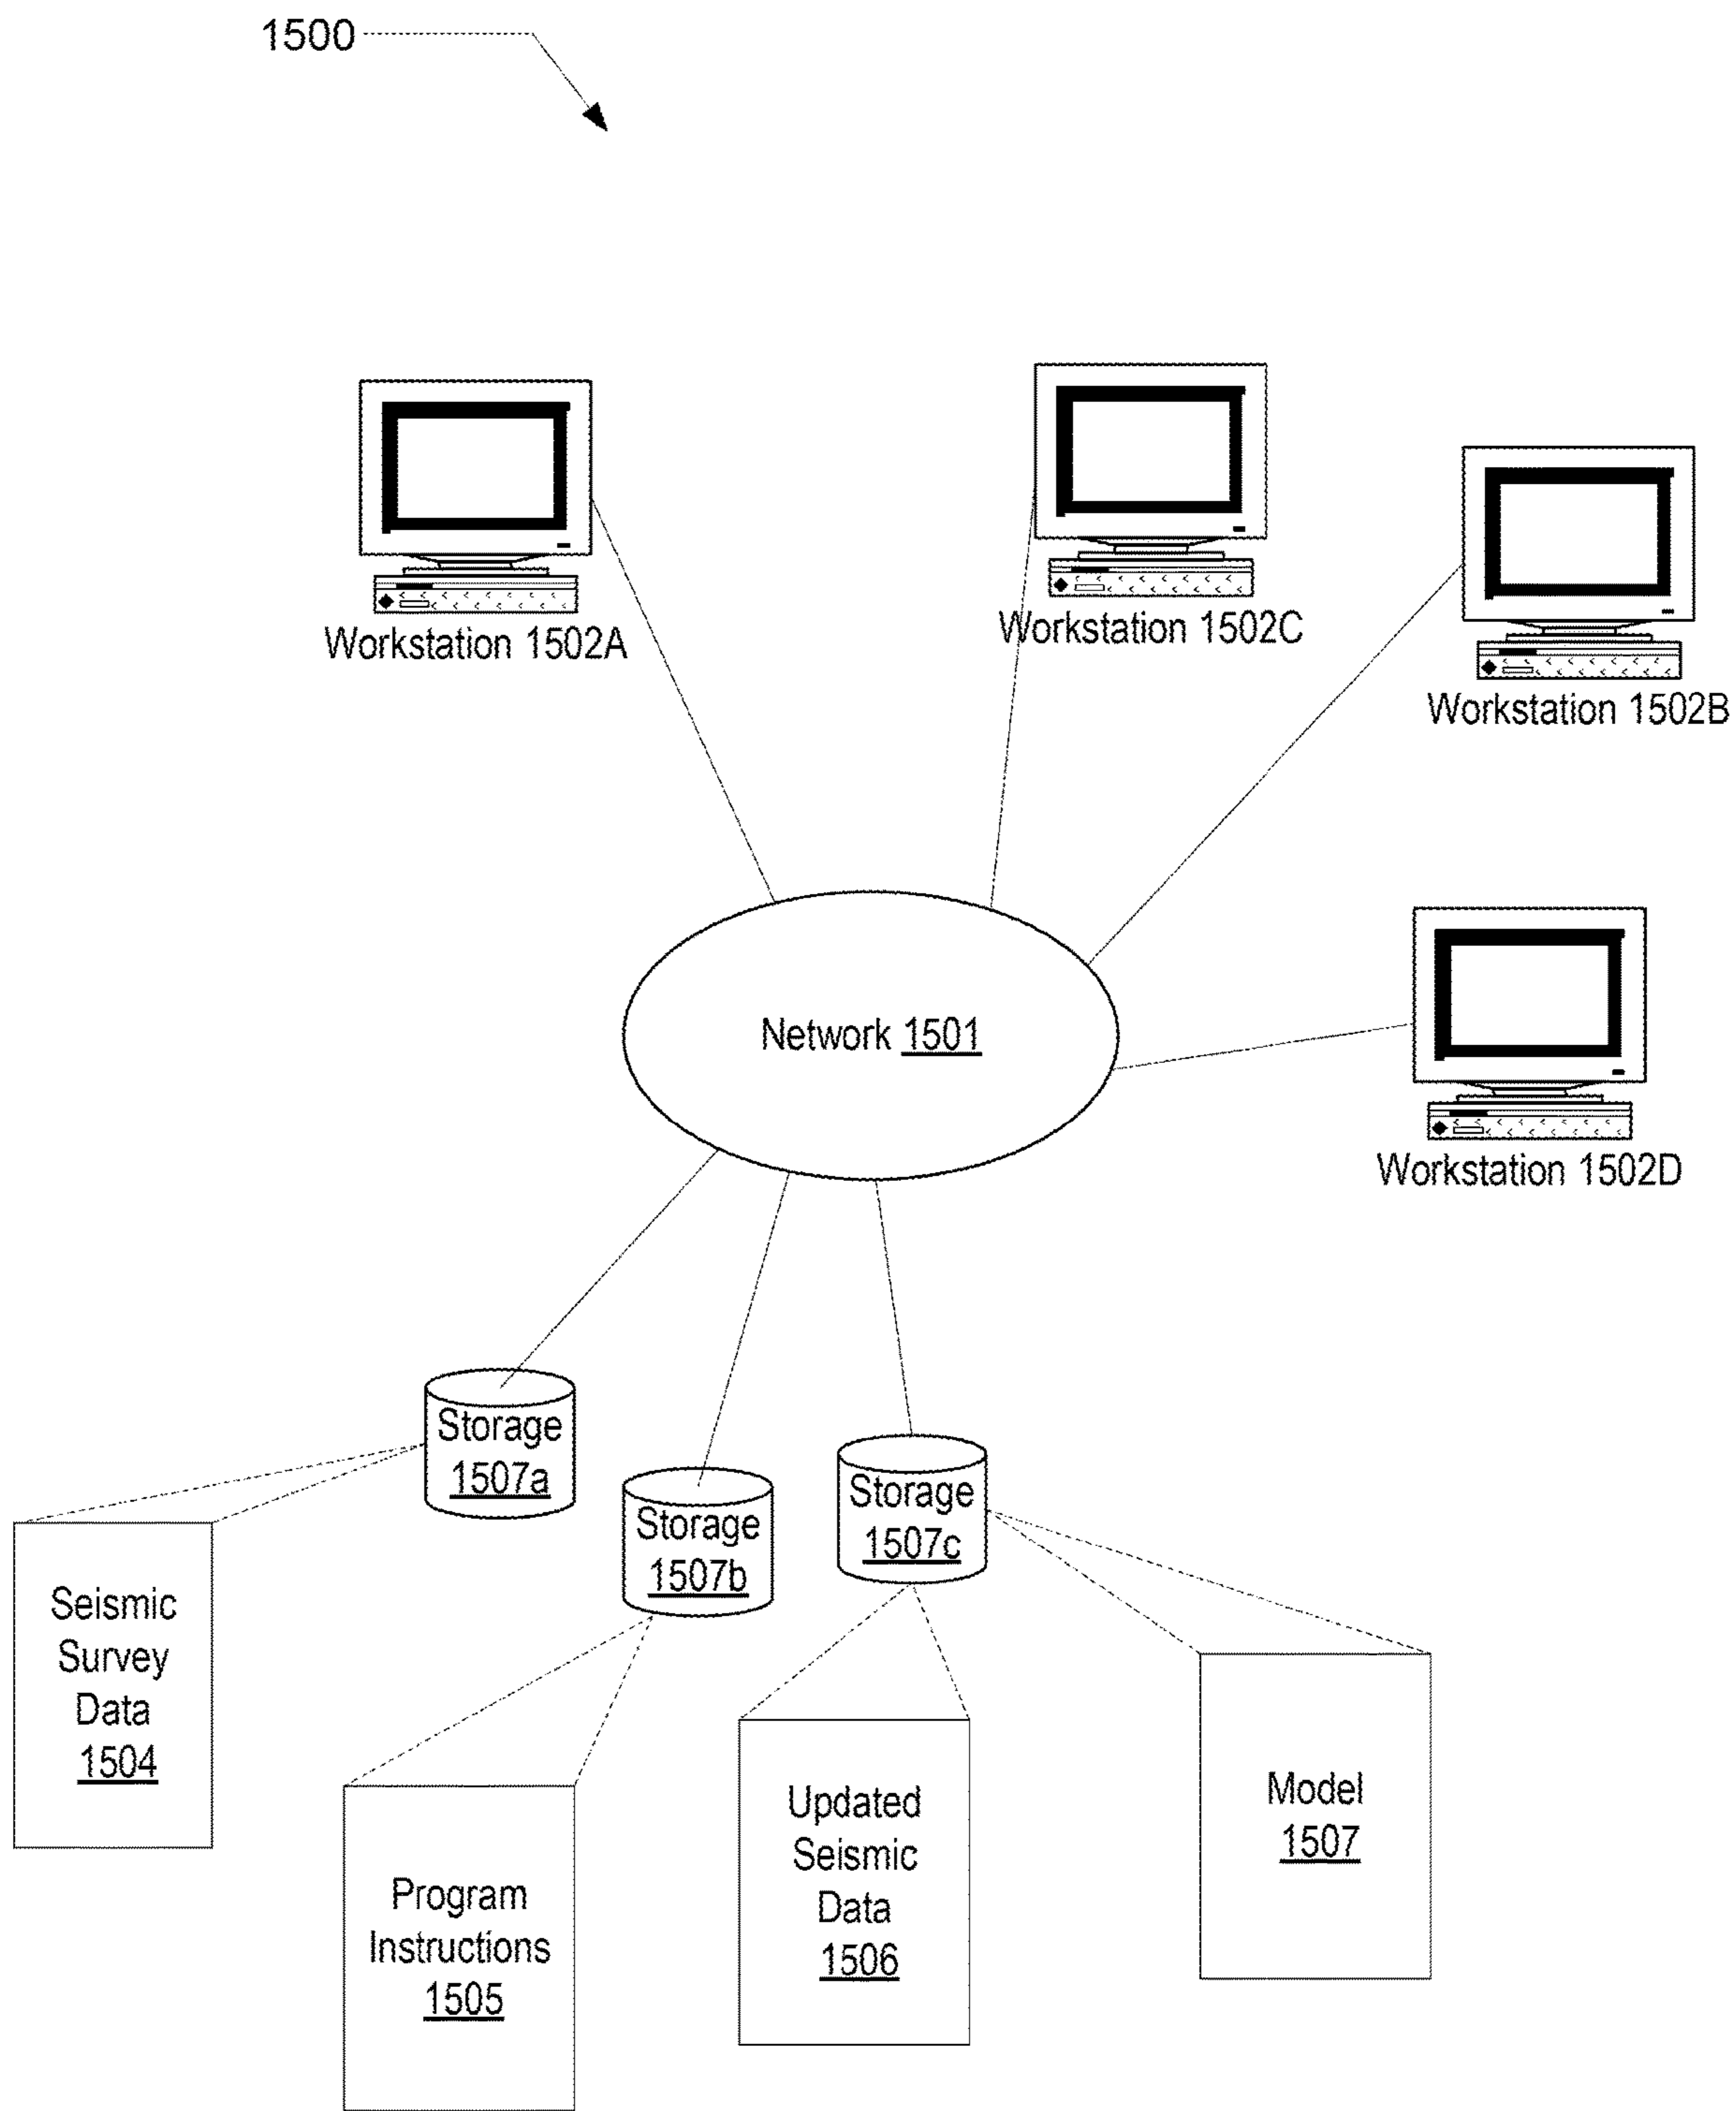 1500
Workstation 1502A
Workstation 1502C
Workstation 1502B
Network 1501
Workstation 1502D
Storage
1507a
Storage
1507b
Storage
1507c
Seismic
Survey
Data
1504
Program
Instructions
1505
Updated
Seismic
Data
1506
Model
1507